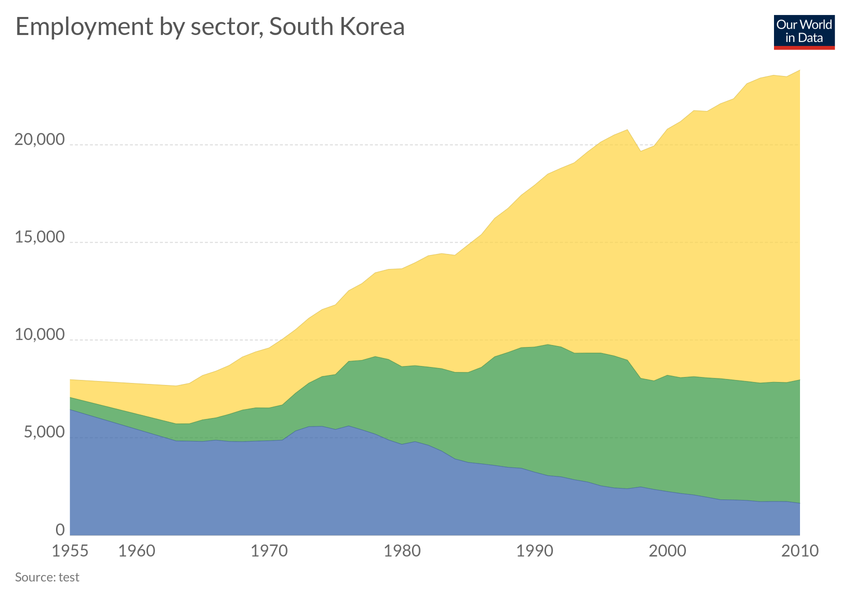 Employment by sector, South Korea
Our World
in Data
20,000
15,000
10,000
5,000
0
1955 1960 1970 1980 1990 2000 2010
Source: test